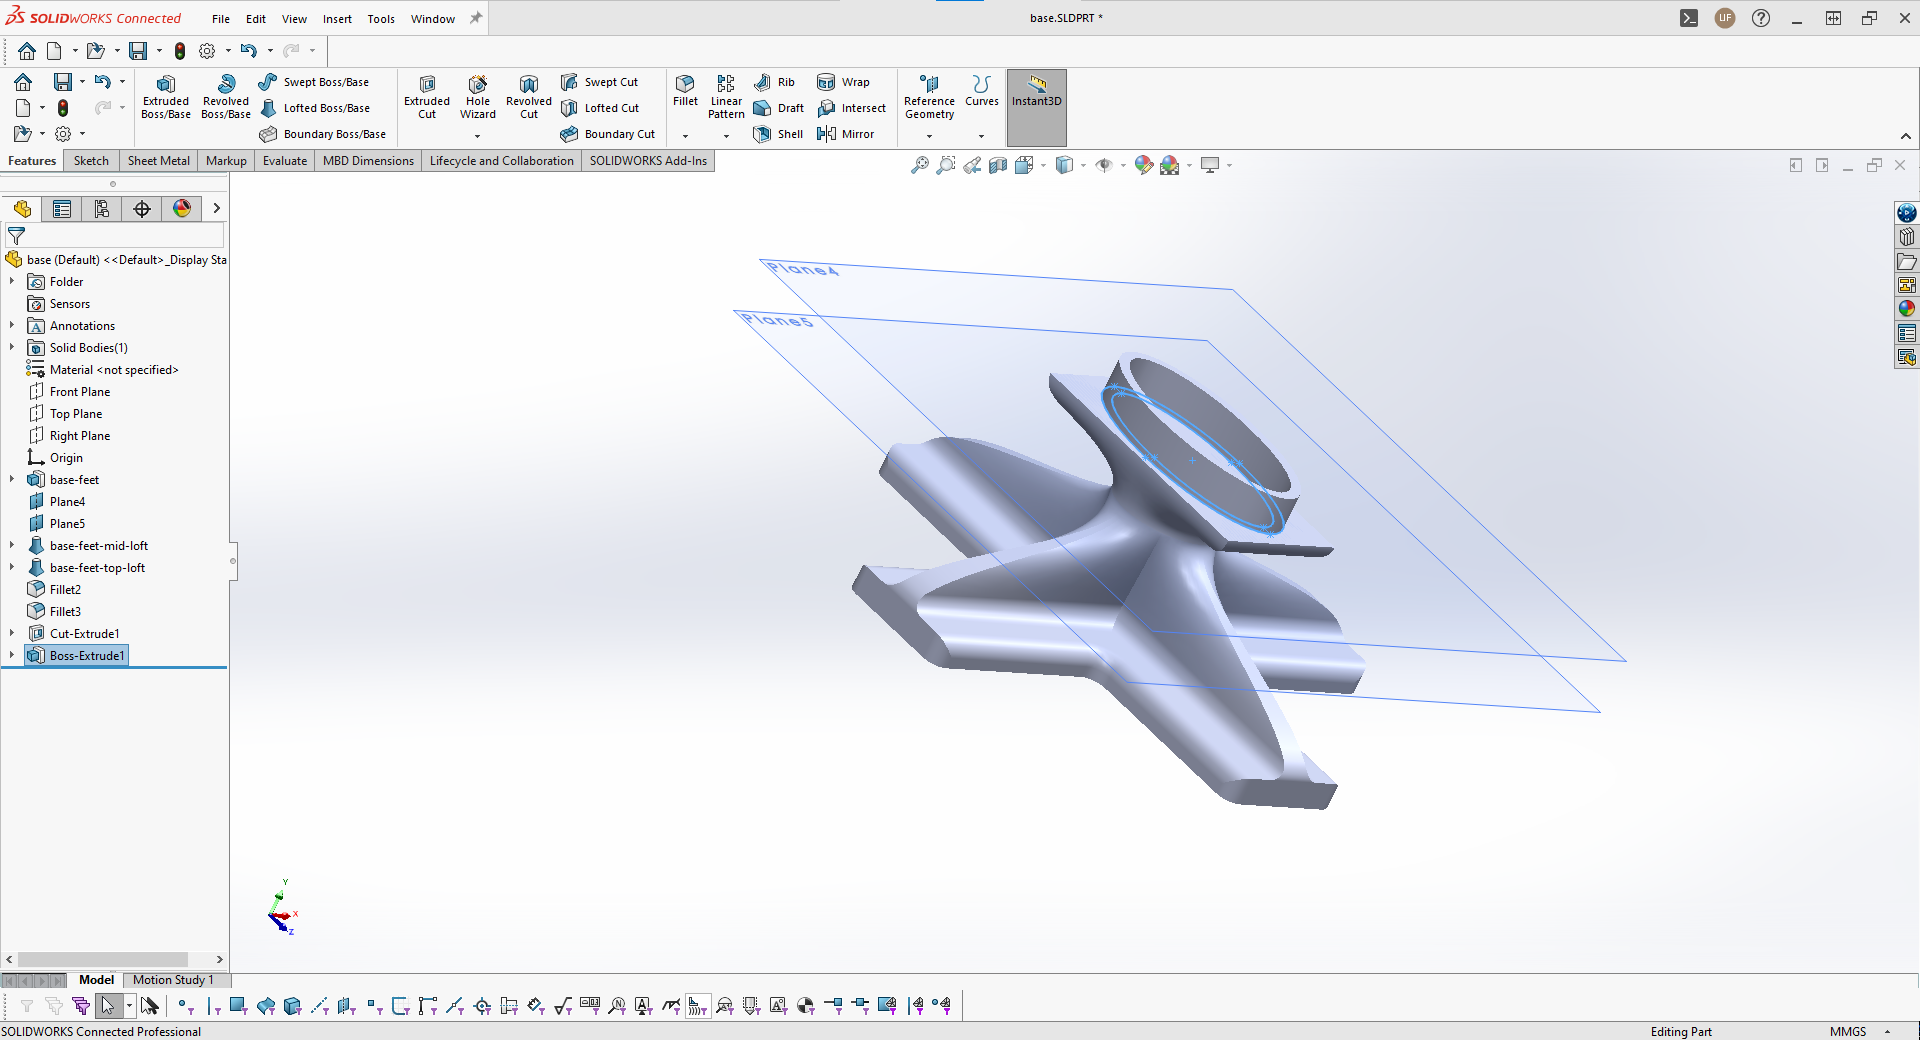 SOLIDWORKS Connected
File Edit View Insert Tools Window
base.SLDPRT *
UF
Extruded Boss/Base
Revolved Boss/Base
Swept Boss/Base
Lofted Boss/Base
Boundary Boss/Base
Extruded Cut
Hole Wizard
Revolved Cut
Swept Cut
Lofted Cut
Boundary Cut
Fillet
Linear Pattern
Rib
Draft
Shell
Wrap
Intersect
Mirror
Reference Geometry
Curves
Instant3D
Features Sketch Sheet Metal Markup Evaluate MBD Dimensions Lifecycle and Collaboration SOLIDWORKS Add-Ins
base (Default) <<Default>_Display Sta
Folder
Sensors
Annotations
Solid Bodies(1)
Material <not specified>
Front Plane
Top Plane
Right Plane
Origin
base-feet
Plane4
Plane5
base-feet-mid-loft
base-feet-top-loft
Fillet2
Fillet3
Cut-Extrude1
Boss-Extrude1
Plane4
Plane5
Y
X
Z
Model Motion Study 1
SOLIDWORKS Connected Professional
Editing Part
MMGS